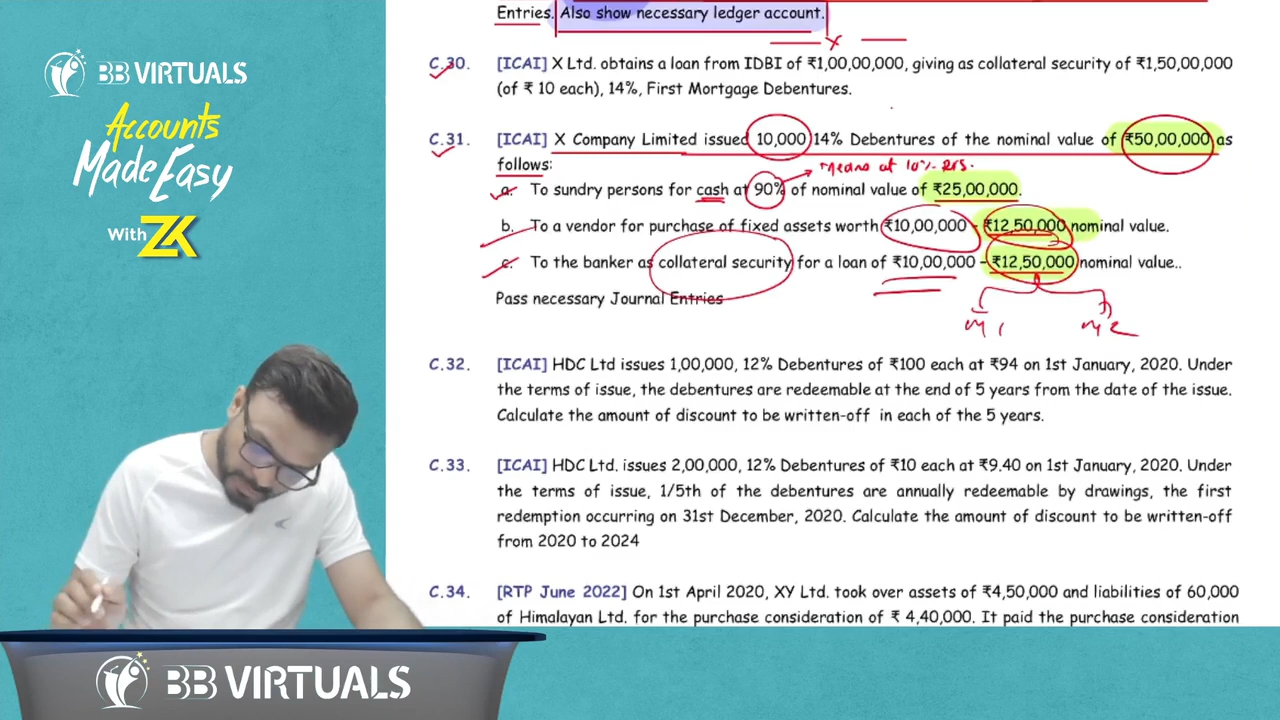 BB VIRTUALS
Accounts
Made Easy
With ZK
Entries. Also show necessary ledger account.
C.30. [ICAI] X Ltd. obtains a loan from IDBI of ₹1,00,00,000, giving as collateral security of ₹1,50,00,000
(of ₹ 10 each), 14%, First Mortgage Debentures.
C.31. [ICAI] X Company Limited issued 10,000 14% Debentures of the nominal value of ₹50,00,000 as
follows:
means at 10% Dis.
a. To sundry persons for cash at 90% of nominal value of ₹25,00,000.
b. To a vendor for purchase of fixed assets worth ₹10,00,000 - ₹12,50,000 nominal value.
c. To the banker as collateral security for a loan of ₹10,00,000 – ₹12,50,000 nominal value..
Pass necessary Journal Entries
m1 m2
C.32. [ICAI] HDC Ltd issues 1,00,000, 12% Debentures of ₹100 each at ₹94 on 1st January, 2020. Under
the terms of issue, the debentures are redeemable at the end of 5 years from the date of the issue.
Calculate the amount of discount to be written-off in each of the 5 years.
C.33. [ICAI] HDC Ltd. issues 2,00,000, 12% Debentures of ₹10 each at ₹9.40 on 1st January, 2020. Under
the terms of issue, 1/5th of the debentures are annually redeemable by drawings, the first
redemption occurring on 31st December, 2020. Calculate the amount of discount to be written-off
from 2020 to 2024
C.34. [RTP June 2022] On 1st April 2020, XY Ltd. took over assets of ₹4,50,000 and liabilities of 60,000
of Himalayan Ltd. for the purchase consideration of ₹ 4,40,000. It paid the purchase consideration
BB VIRTUALS